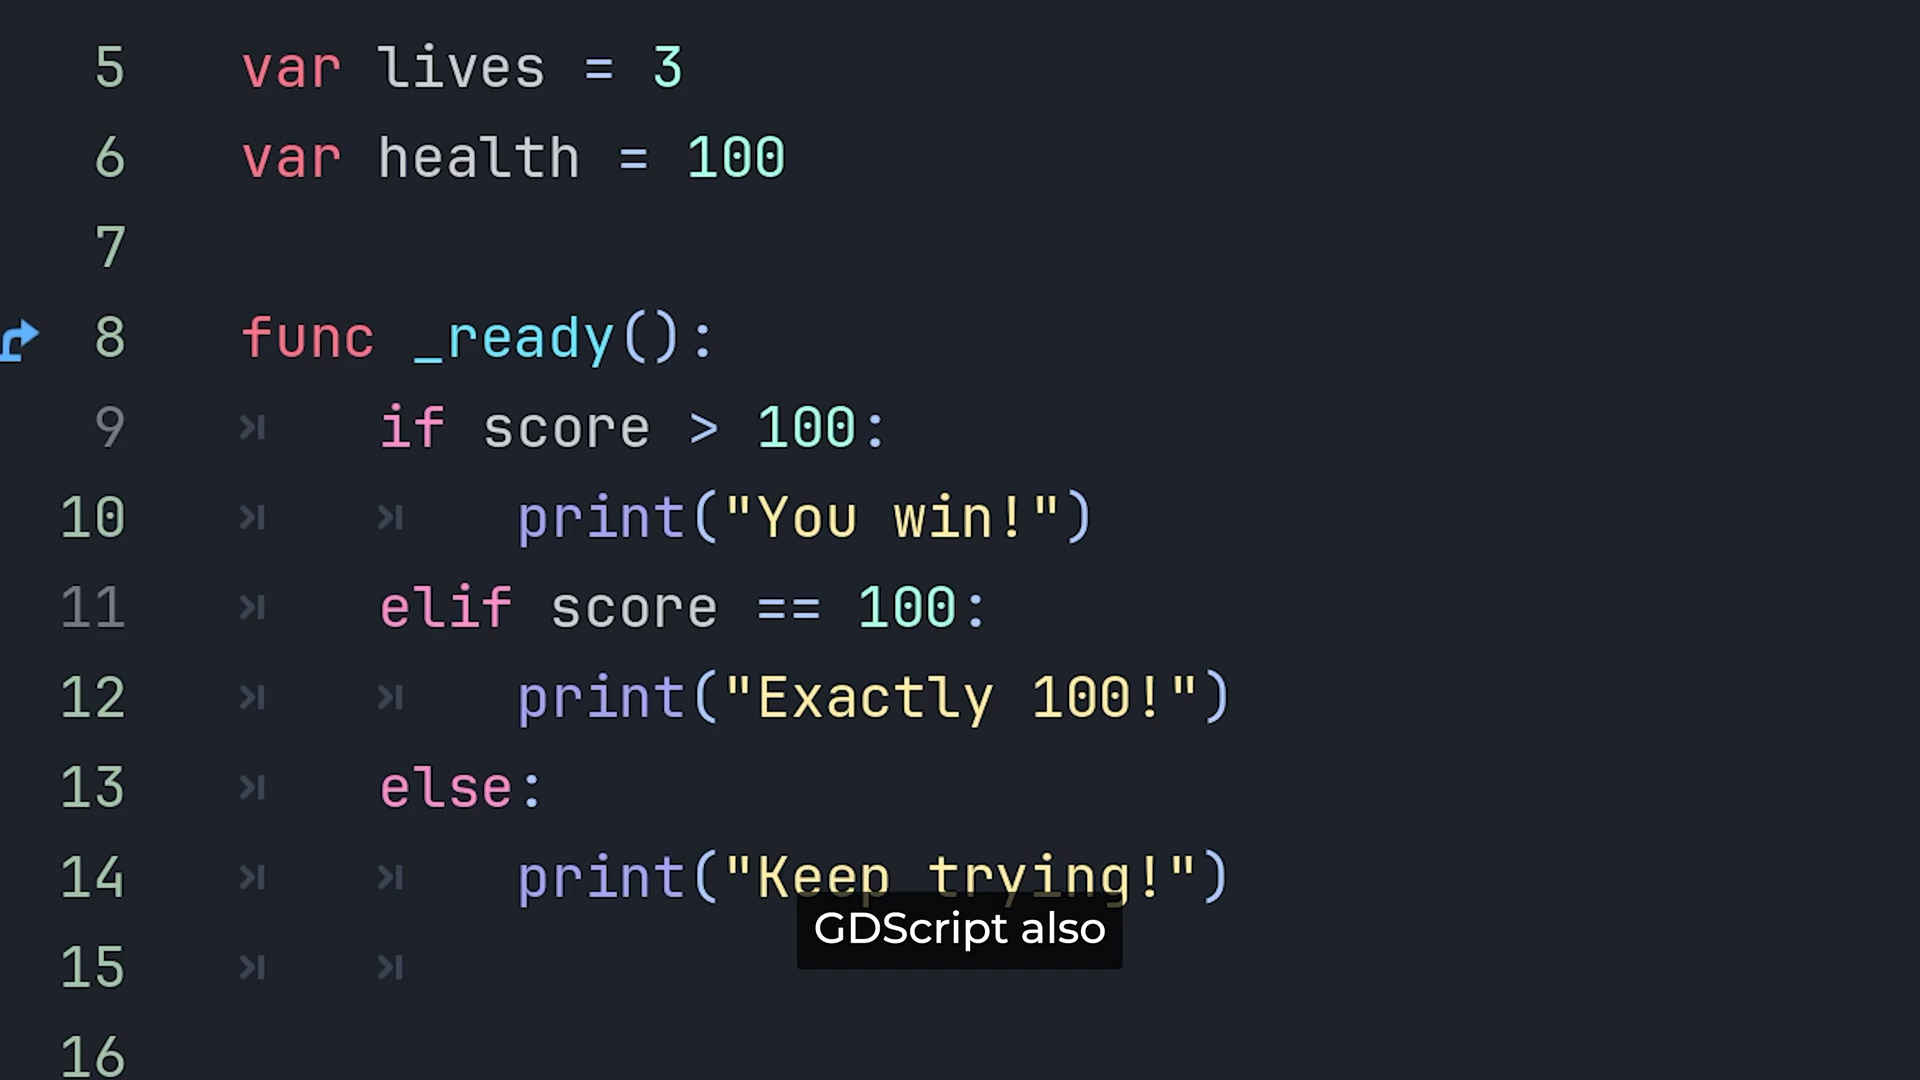 5 var lives = 3
6 var health = 100
7
8 func _ready():
9 if score > 100:
10 print("You win!")
11 elif score == 100:
12 print("Exactly 100!")
13 else:
14 print("Keep trying!")
GDScript also
15
16